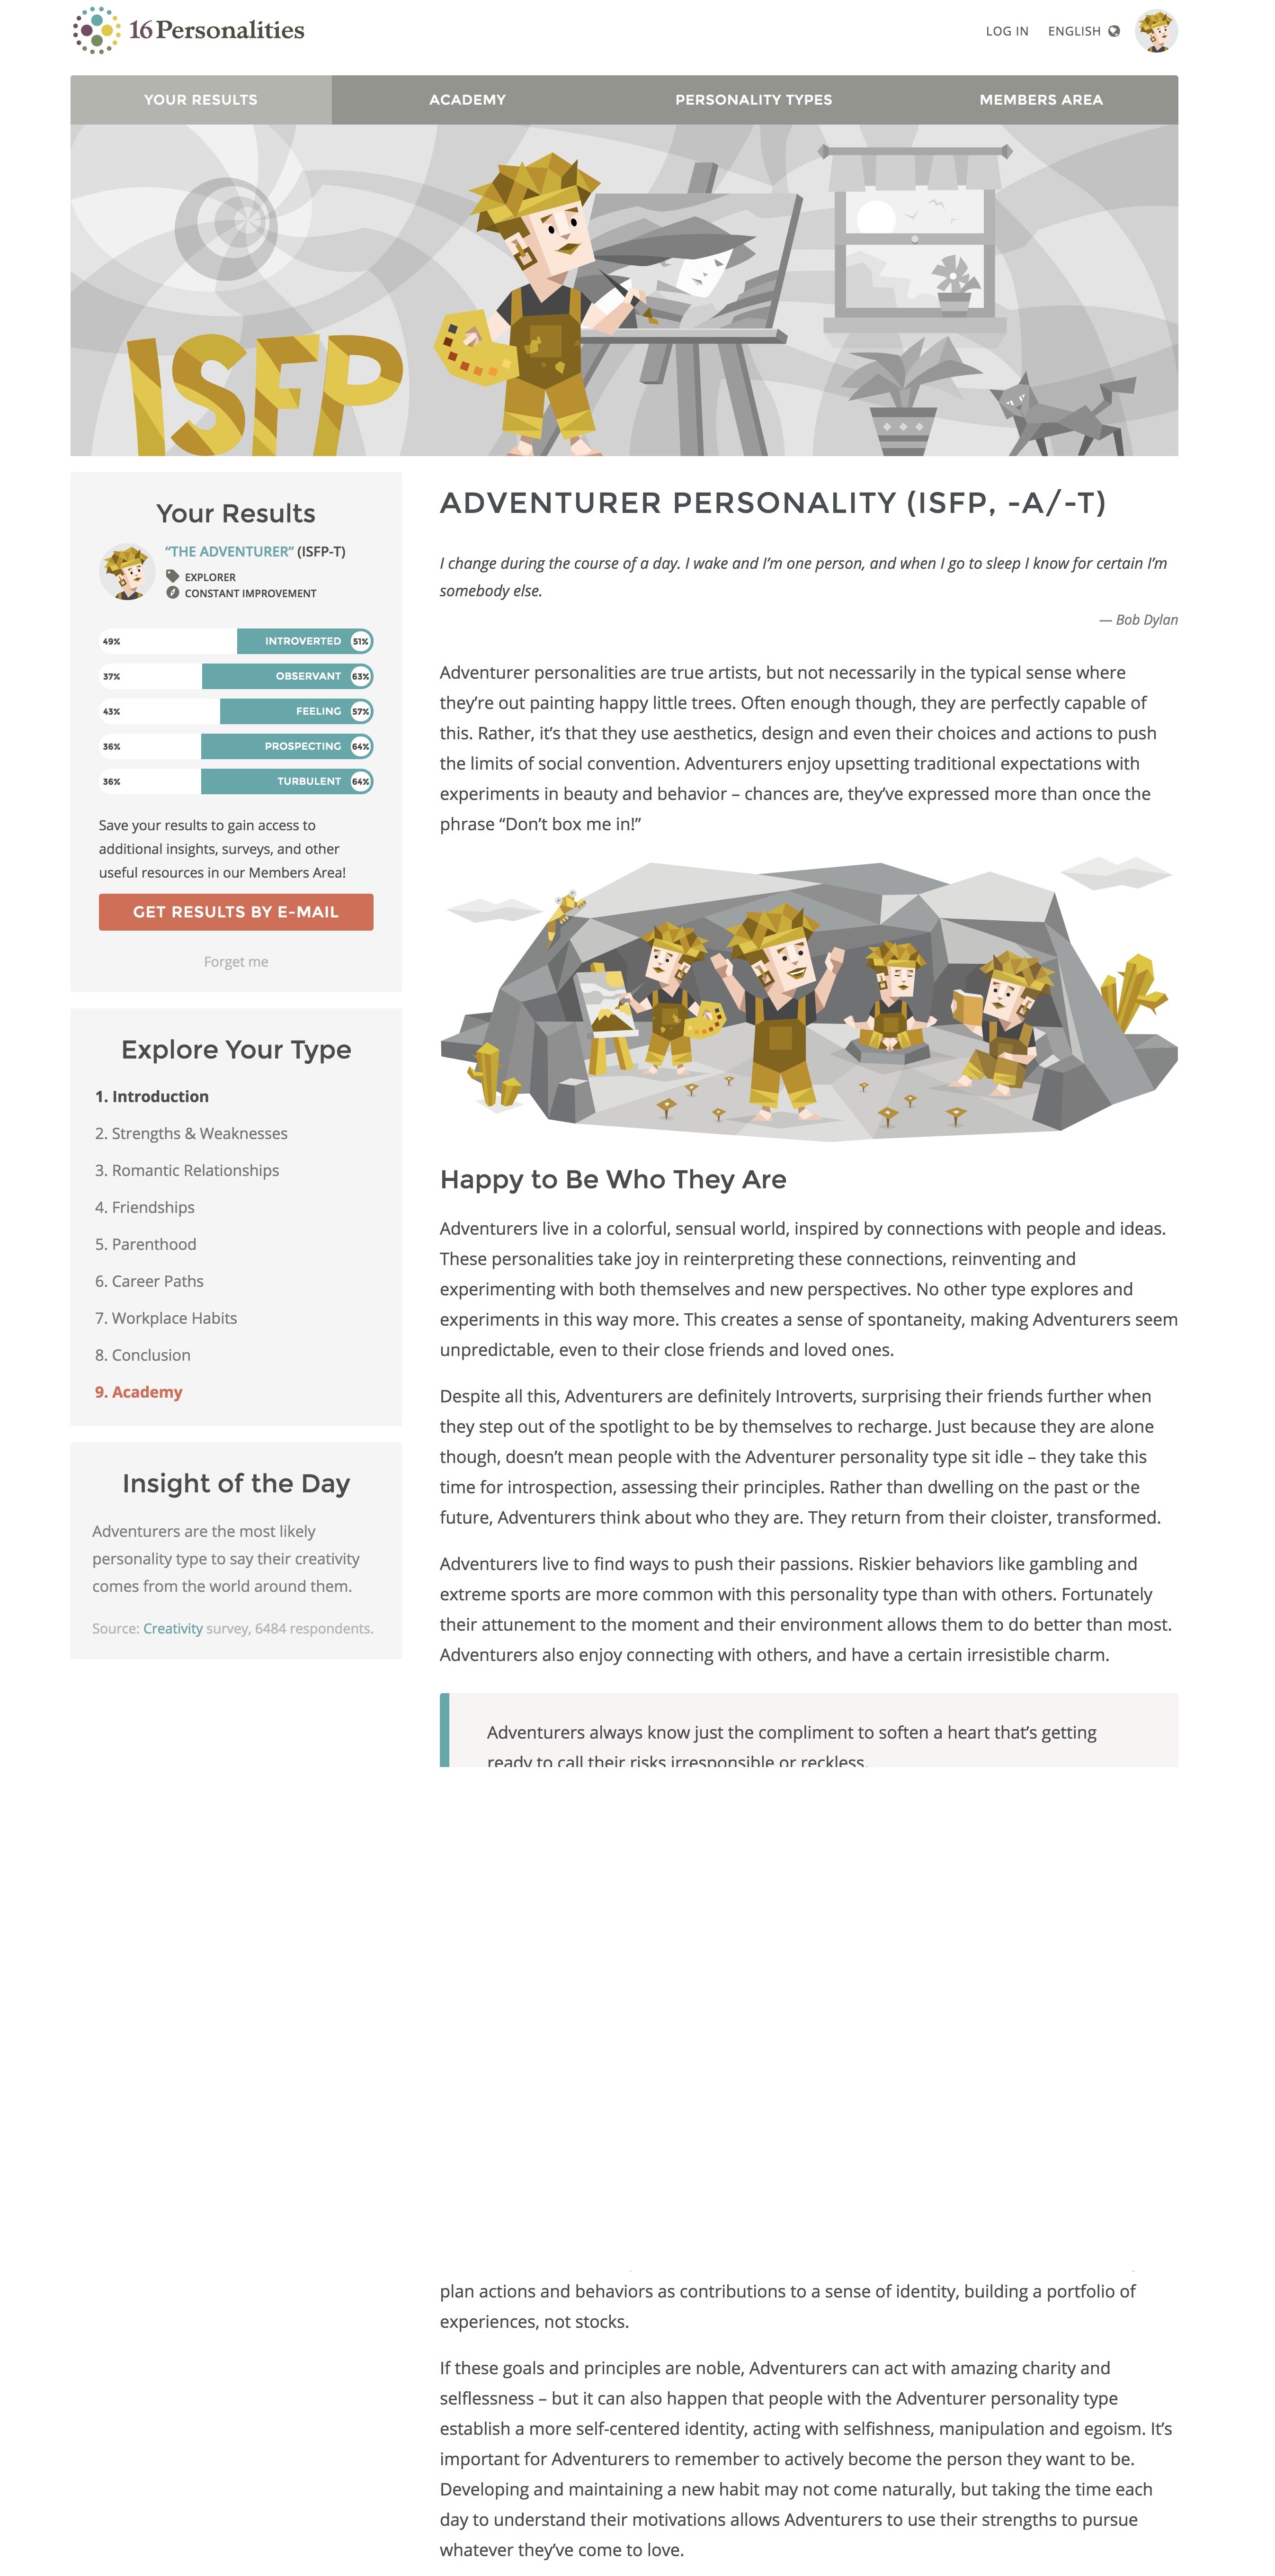 16Personalities
LOG IN ENGLISH
YOUR RESULTS ACADEMY PERSONALITY TYPES MEMBERS AREA
ISFP
Your Results
“THE ADVENTURER” (ISFP-T)
EXPLORER
CONSTANT IMPROVEMENT
49% INTROVERTED 51%
37% OBSERVANT 63%
43% FEELING 57%
36% PROSPECTING 64%
36% TURBULENT 64%
Save your results to gain access to
additional insights, surveys, and other
useful resources in our Members Area!
GET RESULTS BY E-MAIL
Forget me
Explore Your Type
1. Introduction
2. Strengths & Weaknesses
3. Romantic Relationships
4. Friendships
5. Parenthood
6. Career Paths
7. Workplace Habits
8. Conclusion
9. Academy
Insight of the Day
Adventurers are the most likely
personality type to say their creativity
comes from the world around them.
Source: Creativity survey, 6484 respondents.
ADVENTURER PERSONALITY (ISFP, -A/-T)
I change during the course of a day. I wake and I’m one person, and when I go to sleep I know for certain I’m
somebody else.
— Bob Dylan
Adventurer personalities are true artists, but not necessarily in the typical sense where
they’re out painting happy little trees. Often enough though, they are perfectly capable of
this. Rather, it’s that they use aesthetics, design and even their choices and actions to push
the limits of social convention. Adventurers enjoy upsetting traditional expectations with
experiments in beauty and behavior – chances are, they’ve expressed more than once the
phrase “Don’t box me in!”
Happy to Be Who They Are
Adventurers live in a colorful, sensual world, inspired by connections with people and ideas.
These personalities take joy in reinterpreting these connections, reinventing and
experimenting with both themselves and new perspectives. No other type explores and
experiments in this way more. This creates a sense of spontaneity, making Adventurers seem
unpredictable, even to their close friends and loved ones.
Despite all this, Adventurers are definitely Introverts, surprising their friends further when
they step out of the spotlight to be by themselves to recharge. Just because they are alone
though, doesn’t mean people with the Adventurer personality type sit idle – they take this
time for introspection, assessing their principles. Rather than dwelling on the past or the
future, Adventurers think about who they are. They return from their cloister, transformed.
Adventurers live to find ways to push their passions. Riskier behaviors like gambling and
extreme sports are more common with this personality type than with others. Fortunately
their attunement to the moment and their environment allows them to do better than most.
Adventurers also enjoy connecting with others, and have a certain irresistible charm.
Adventurers always know just the compliment to soften a heart that’s getting
ready to call their risks irresponsible or reckless.
plan actions and behaviors as contributions to a sense of identity, building a portfolio of
experiences, not stocks.
If these goals and principles are noble, Adventurers can act with amazing charity and
selflessness – but it can also happen that people with the Adventurer personality type
establish a more self-centered identity, acting with selfishness, manipulation and egoism. It’s
important for Adventurers to remember to actively become the person they want to be.
Developing and maintaining a new habit may not come naturally, but taking the time each
day to understand their motivations allows Adventurers to use their strengths to pursue
whatever they’ve come to love.